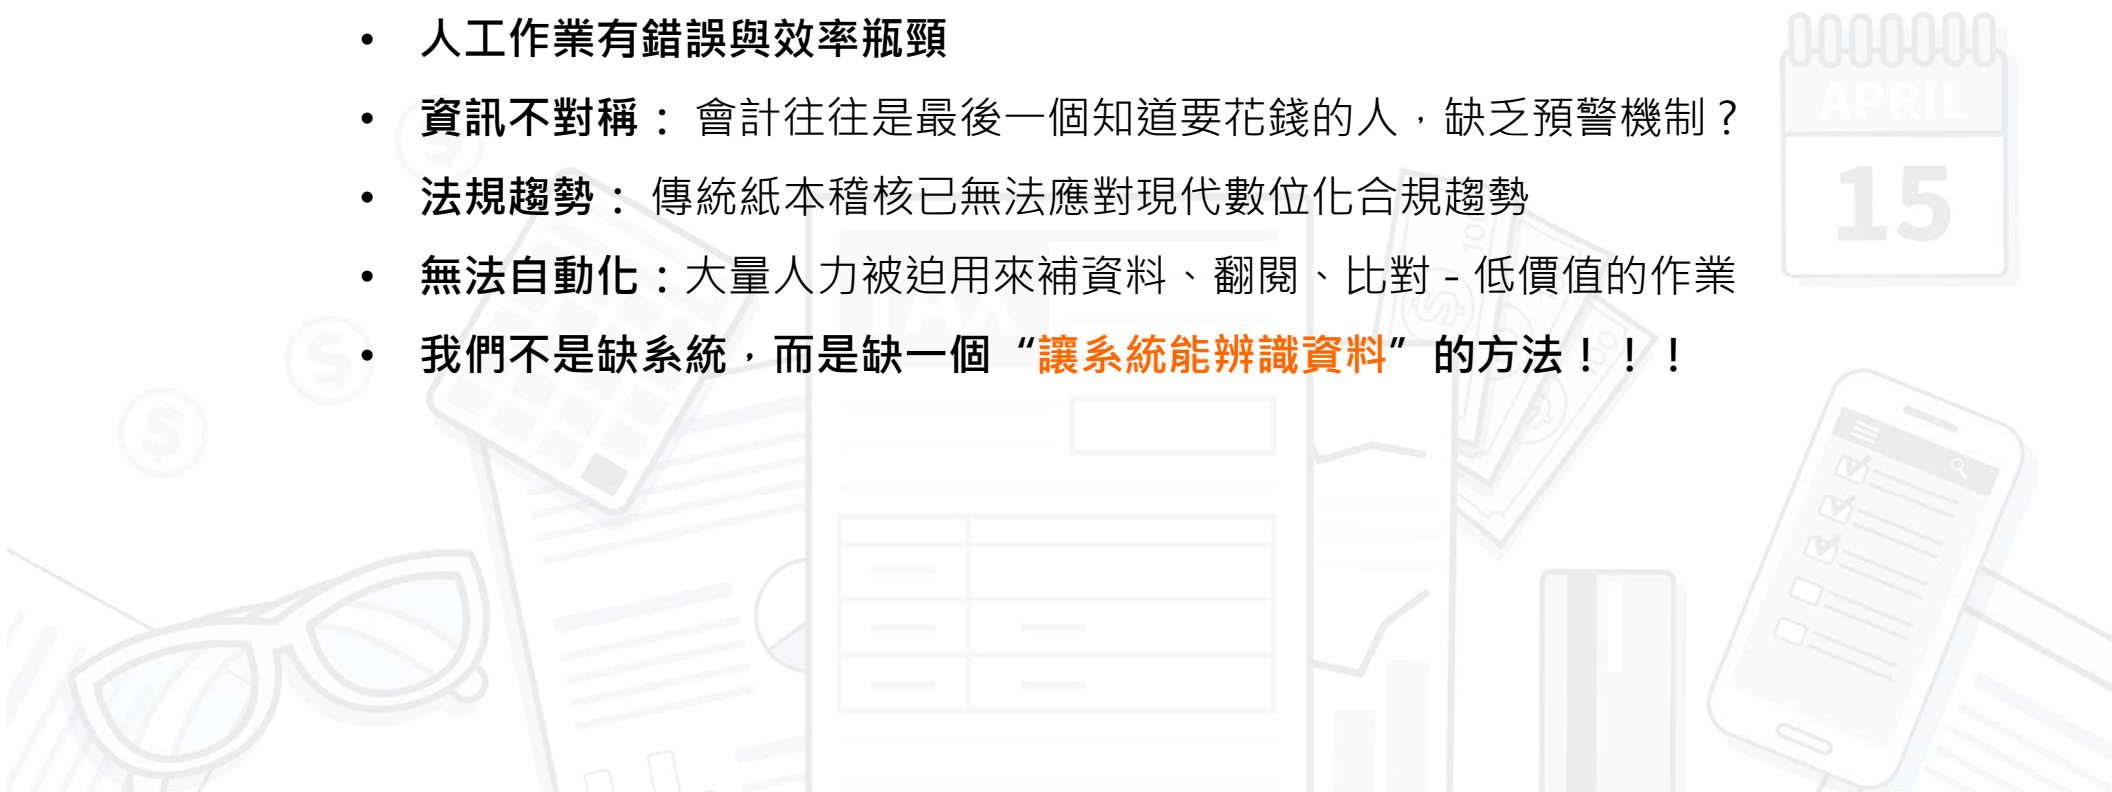 • 人工作業有錯誤與效率瓶頸
• 資訊不對稱： 會計往往是最後一個知道要花錢的人，缺乏預警機制？
• 法規趨勢： 傳統紙本稽核已無法應對現代數位化合規趨勢
• 無法自動化：大量人力被迫用來補資料、翻閱、比對 - 低價值的作業
• 我們不是缺系統，而是缺一個“讓系統能辨識資料”的方法！！！
APRIL
15
TAX